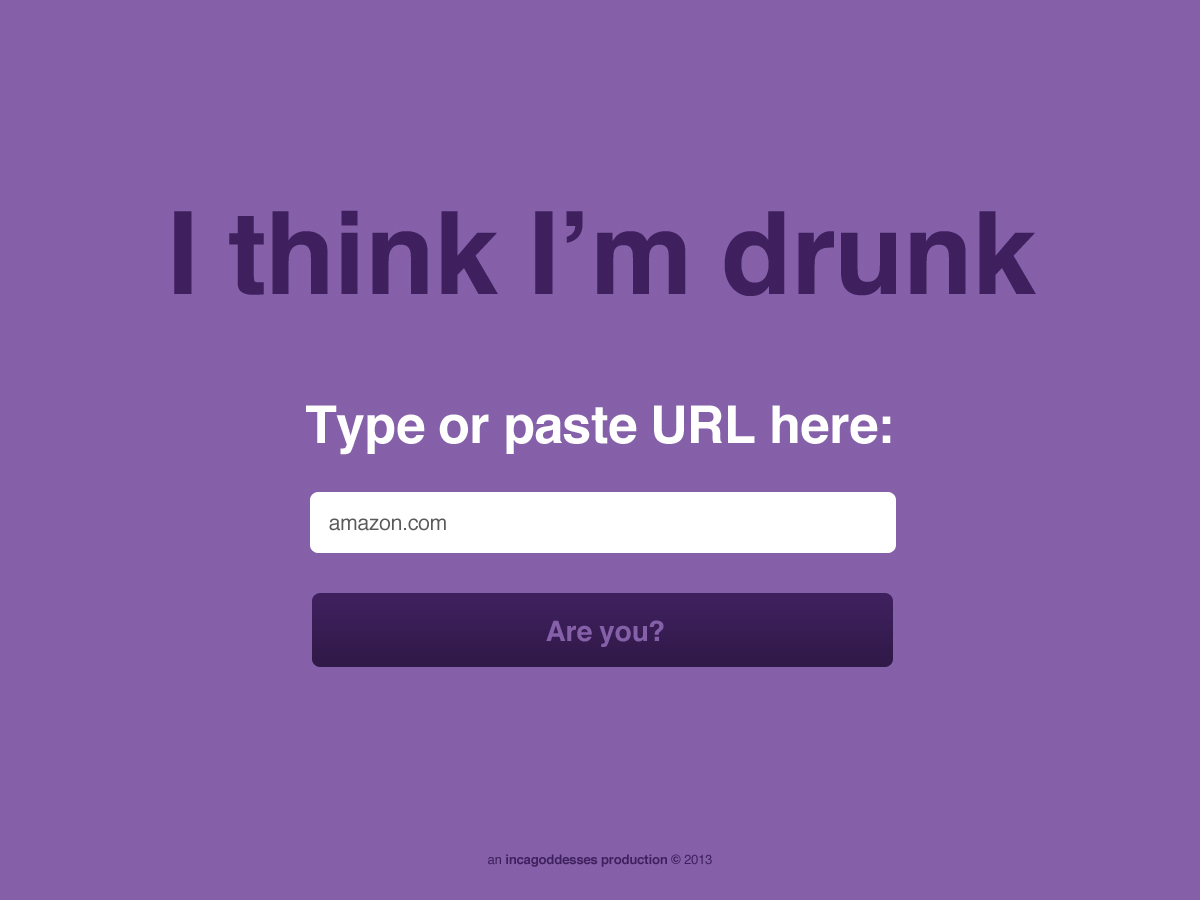 I think I’m drunk
Type or paste URL here:
amazon.com
Are you?
an incagoddesses production © 2013